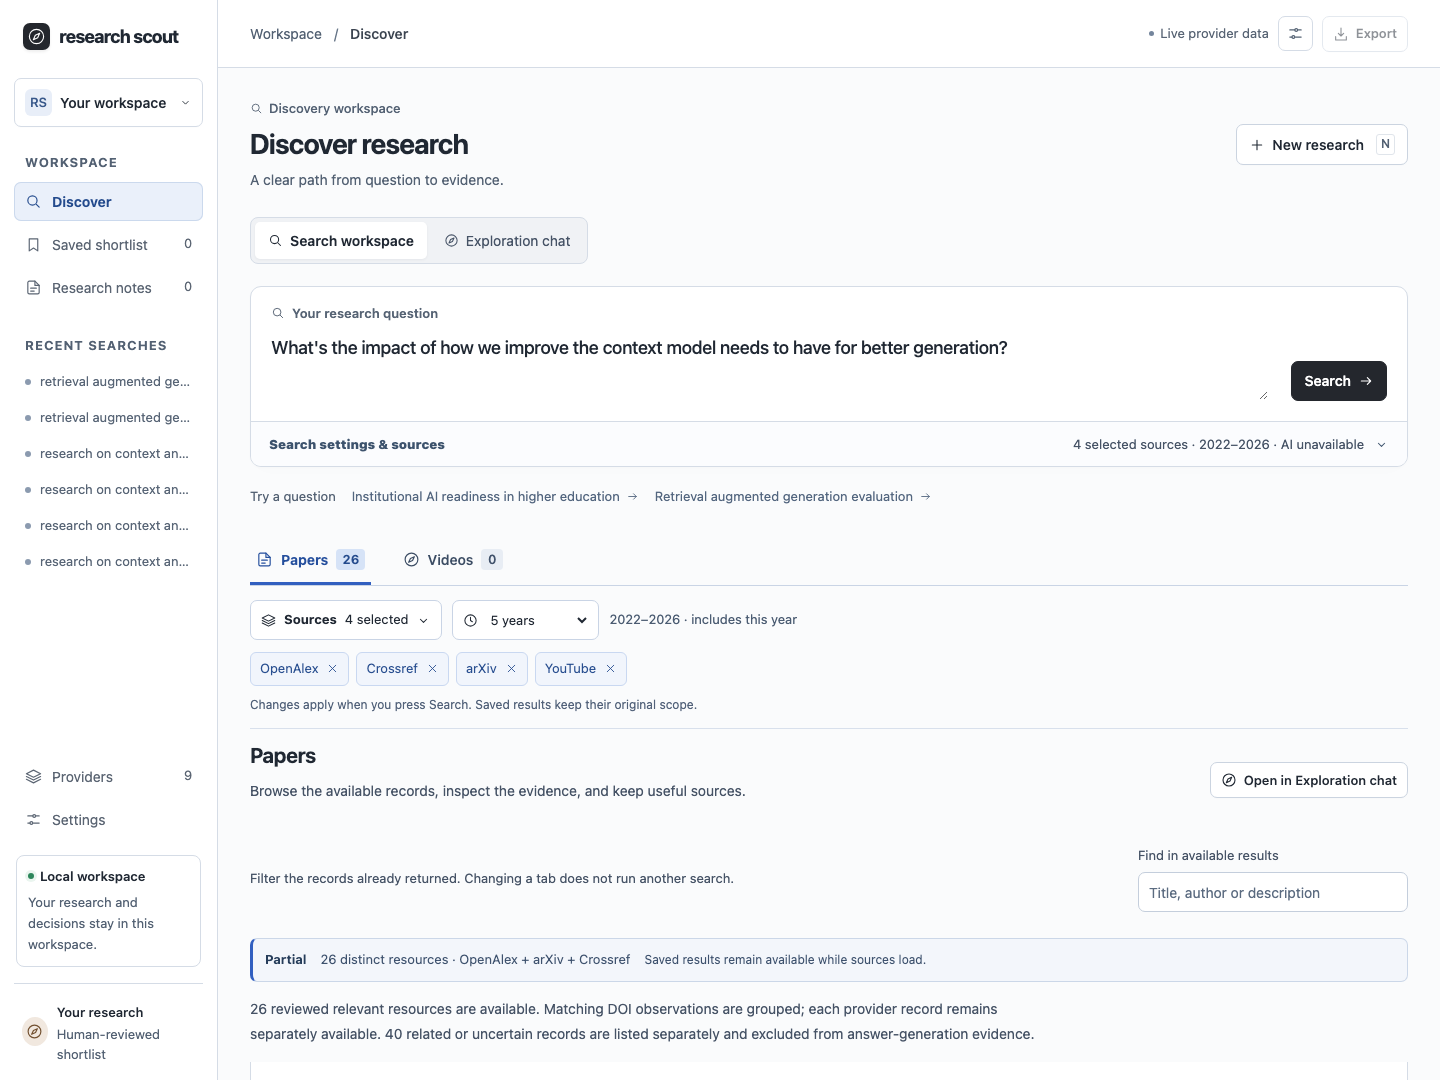 research scout
RS Your workspace
WORKSPACE
Discover
Saved shortlist 0
Research notes 0
RECENT SEARCHES
retrieval augmented ge...
retrieval augmented ge...
research on context an...
research on context an...
research on context an...
research on context an...
Providers 9
Settings
Local workspace
Your research and
decisions stay in this
workspace.
Your research
Human-reviewed
shortlist
Workspace / Discover
Live provider data
Export
Discovery workspace
Discover research
A clear path from question to evidence.
New research N
Search workspace
Exploration chat
Your research question
What's the impact of how we improve the context model needs to have for better generation?
Search →
Search settings & sources
4 selected sources · 2022–2026 · AI unavailable
Try a question Institutional AI readiness in higher education → Retrieval augmented generation evaluation →
Papers 26
Videos 0
Sources 4 selected
5 years
2022–2026 · includes this year
OpenAlex ×
Crossref ×
arXiv ×
YouTube ×
Changes apply when you press Search. Saved results keep their original scope.
Papers
Browse the available records, inspect the evidence, and keep useful sources.
Open in Exploration chat
Filter the records already returned. Changing a tab does not run another search.
Find in available results
Title, author or description
Partial 26 distinct resources · OpenAlex + arXiv + Crossref Saved results remain available while sources load.
26 reviewed relevant resources are available. Matching DOI observations are grouped; each provider record remains
separately available. 40 related or uncertain records are listed separately and excluded from answer-generation evidence.